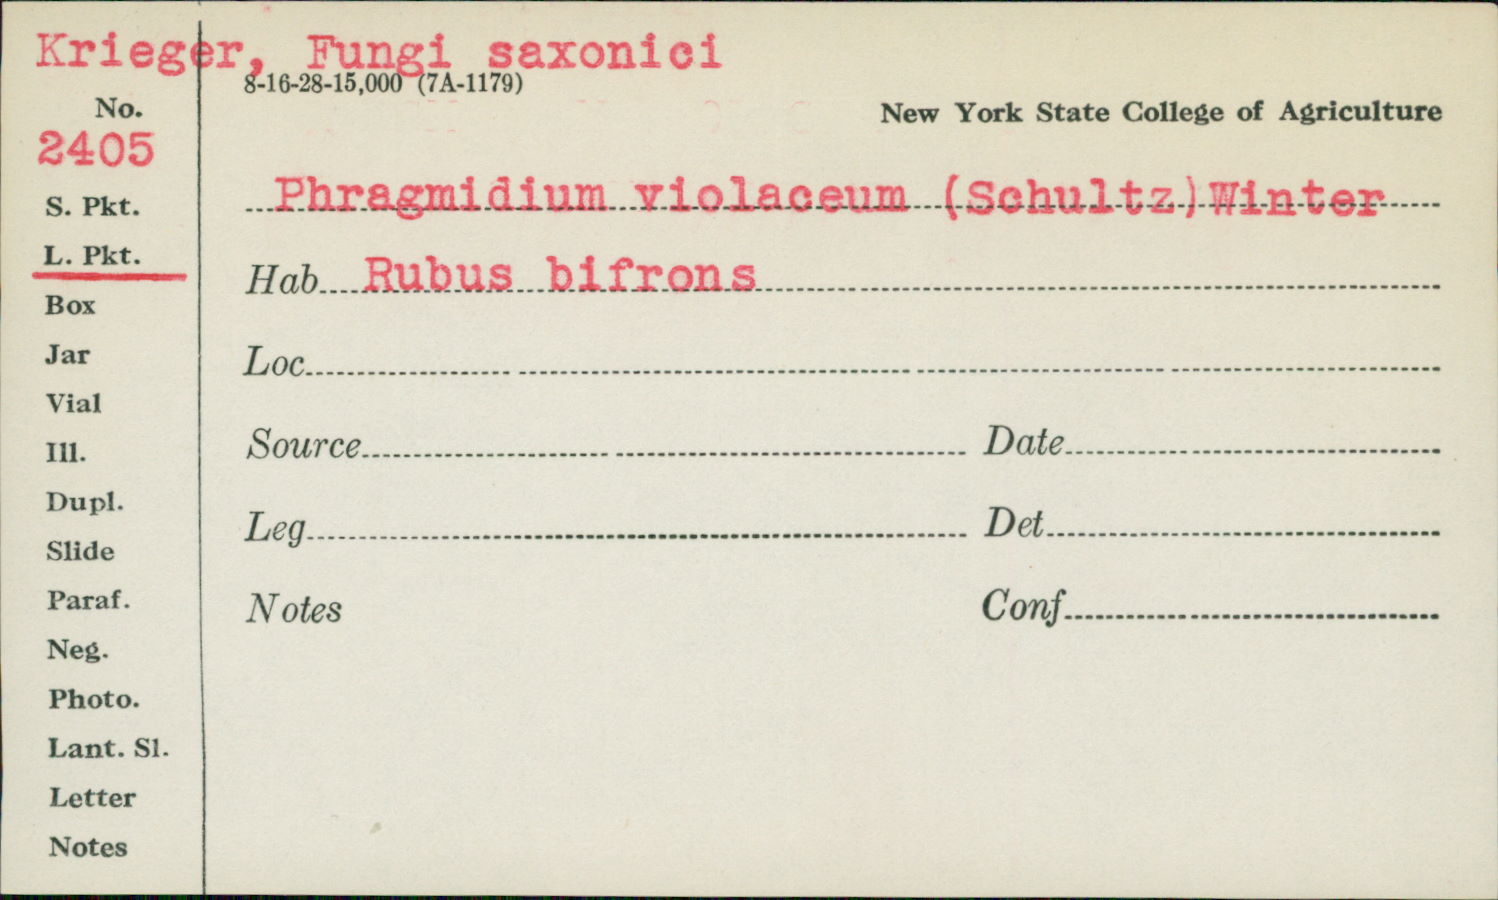 Krieger, Fungi saxonici
8-16-28-15,000 (7A-1179)
No.
New York State College of Agriculture
2405
Phragmidium violaceum (Schultz)Winter
S. Pkt.
L. Pkt.
Hab Rubus bifrons
Box
Jar
Loc
Vial
Ill.
Source Date
Dupl.
Slide
Leg Det
Paraf.
Notes Conf
Neg.
Photo.
Lant. Sl.
Letter
Notes